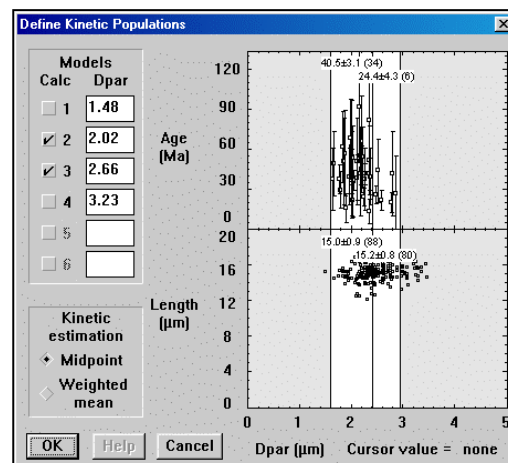 Define Kinetic Populations
Models
Calc Dpar
1 1.48
2 2.02
3 2.66
4 3.23
5
6
Kinetic estimation
Midpoint
Weighted mean
OK
Help
Cancel
Age (Ma)
120
90
60
30
0
40.5±3.1 (34)
24.4±4.3 (6)
Length (µm)
20
16
12
8
4
0
15.0±0.9 (88)
15.2±0.8 (80)
0 1 2 3 4 5
Dpar (µm) Cursor value = none